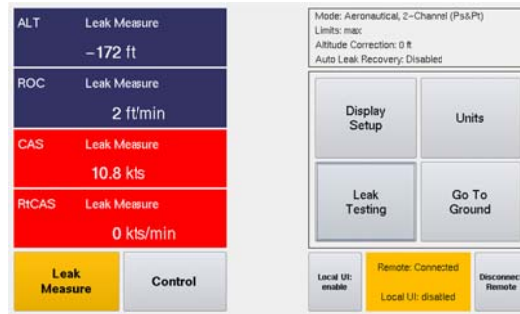 ALT Leak Measure
−172 ft
ROC Leak Measure
2 ft/min
CAS Leak Measure
10.8 kts
RtCAS Leak Measure
0 kts/min
Leak
Measure
Control
Mode: Aeronautical, 2-Channel (Ps&Pt)
Limits: max
Altitude Correction: 0 ft
Auto Leak Recovery: Disabled
Display
Setup
Units
Leak
Testing
Go To
Ground
Local UI:
enable
Remote: Connected
Local UI: disabled
Disconnec
Remote